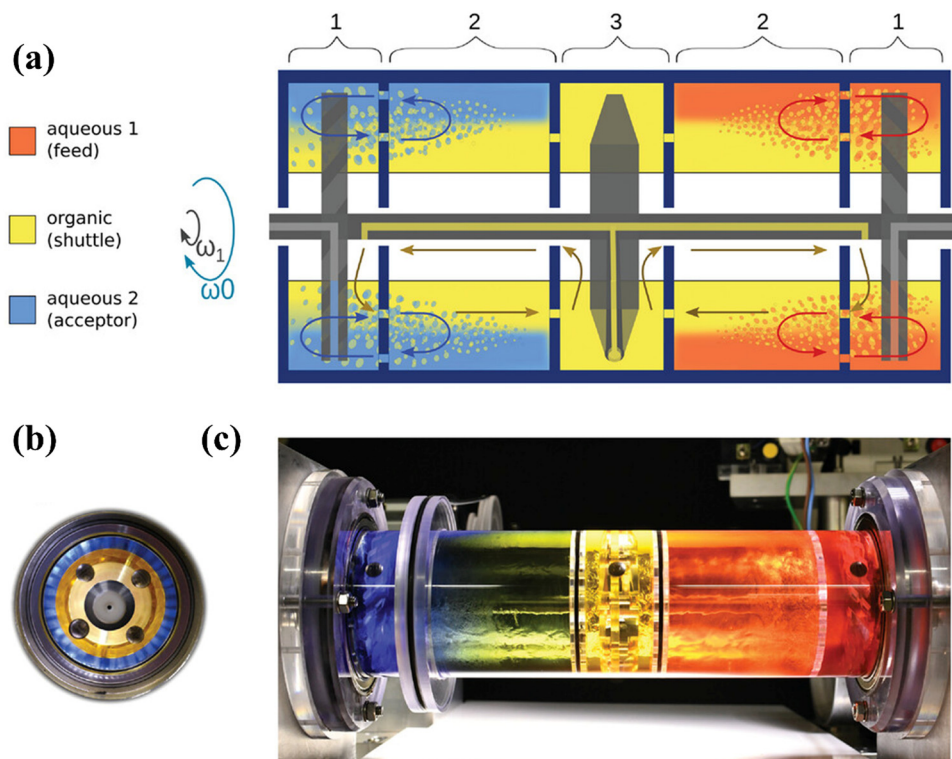 (a)
1
2
3
2
1
aqueous 1
(feed)
organic
(shuttle)
aqueous 2
(acceptor)
ω1
ω0
(b)
(c)